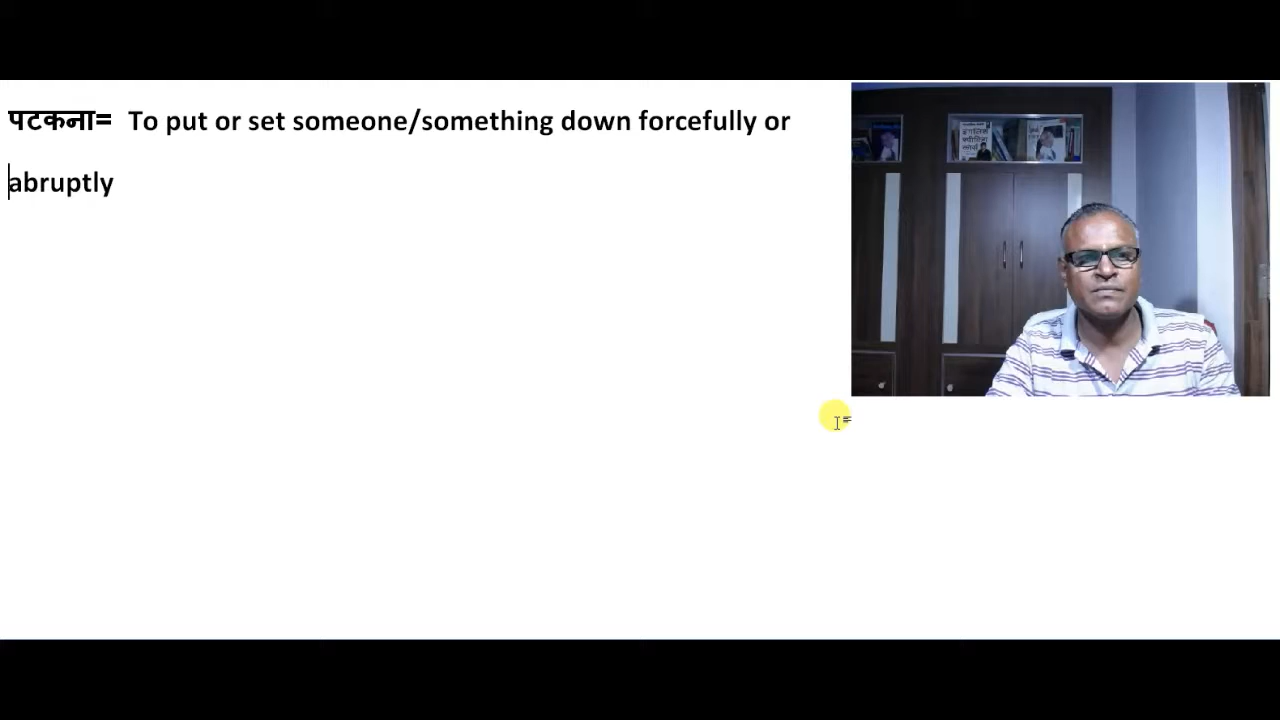 पटकना= To put or set someone/something down forcefully or
abruptly